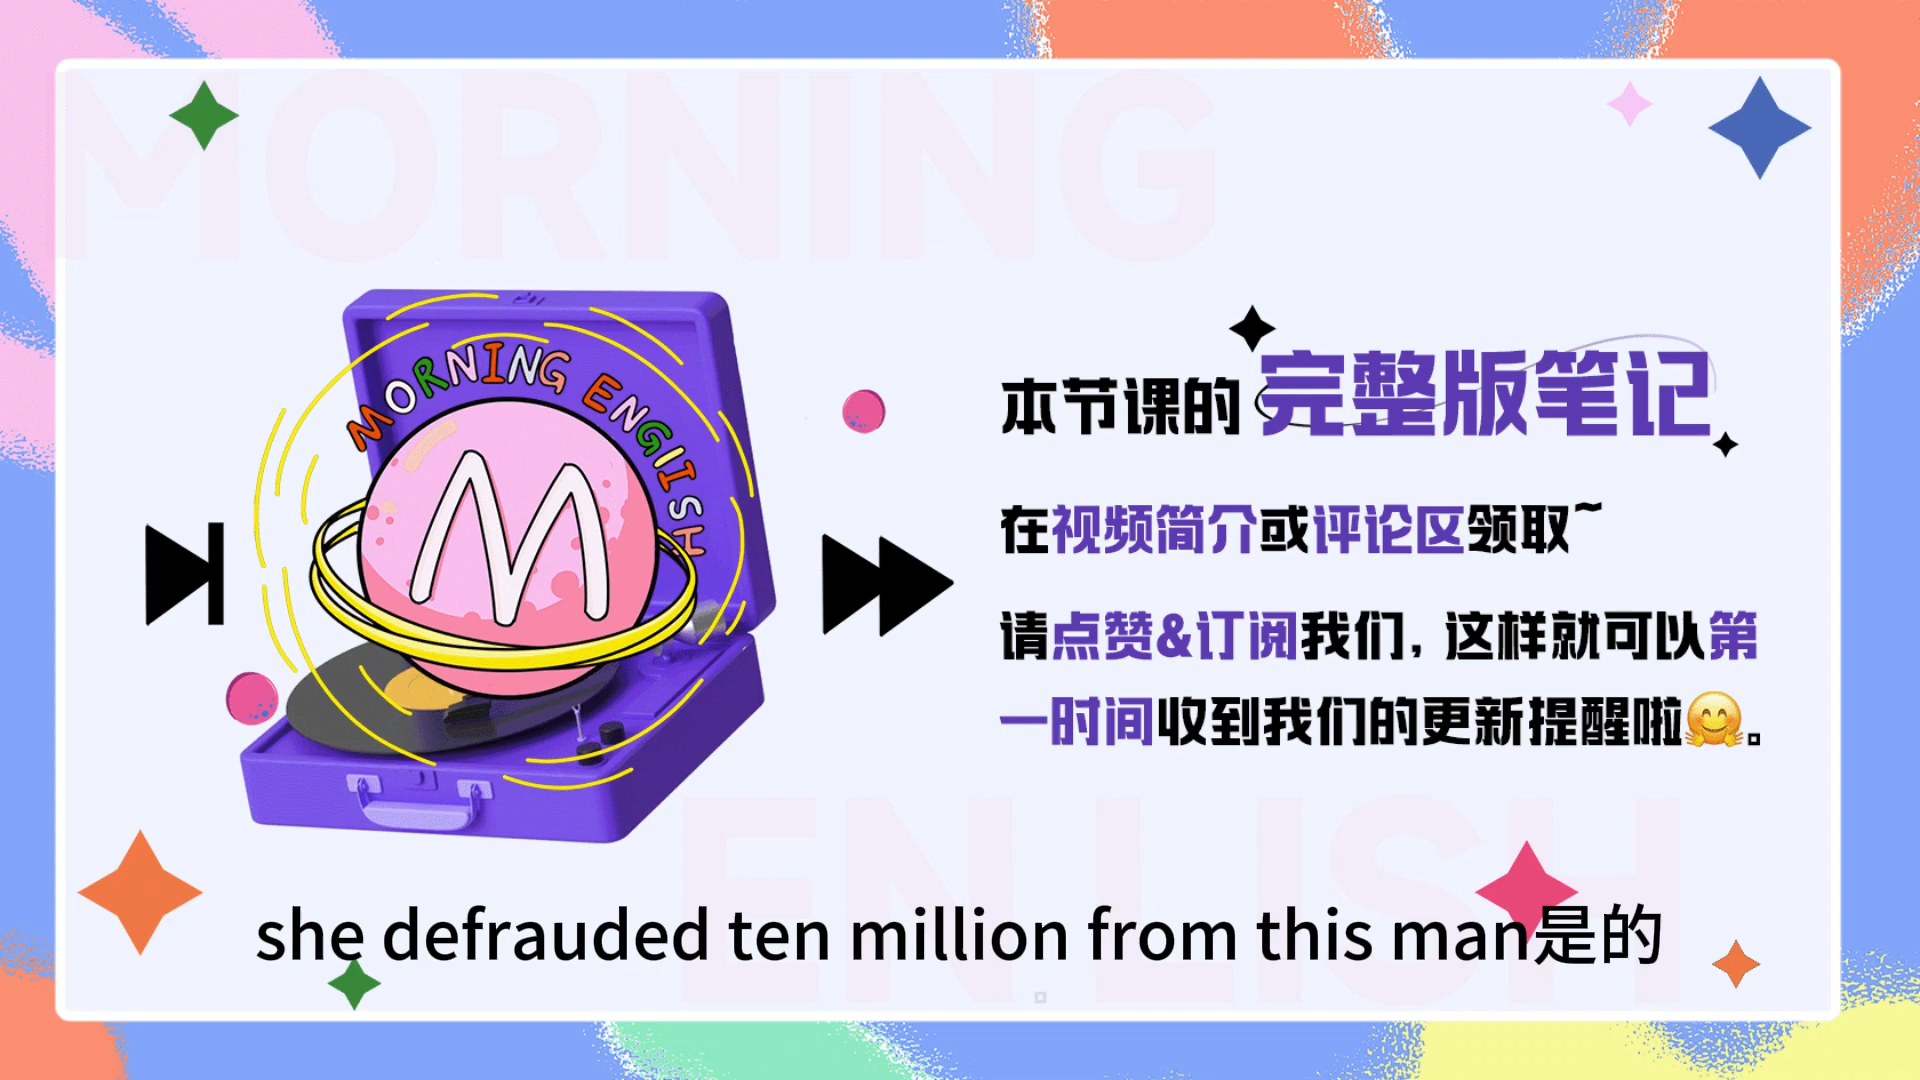 MORNING
MORNING ENGlISH
M
本节课的完整版笔记
在视频简介或评论区领取~
请点赞&订阅我们，这样就可以第
一时间收到我们的更新提醒啦🤗。
EN LISH
she defrauded ten million from this man是的